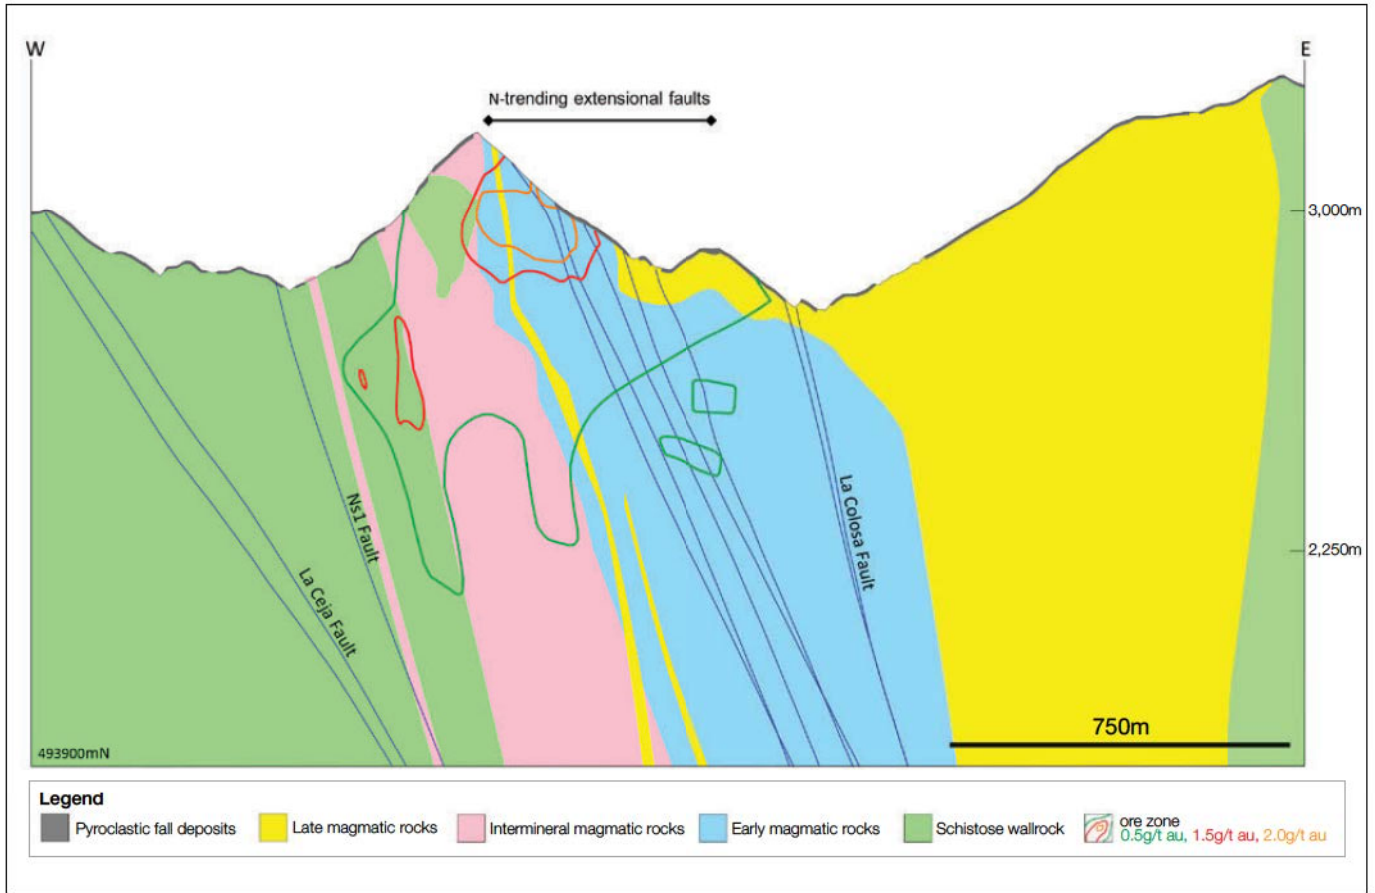 W
E
N-trending extensional faults
3,000m
Ns1 Fault
La Ceja Fault
La Colosa Fault
2,250m
750m
493900mN
Legend
Pyroclastic fall deposits
Late magmatic rocks
Intermineral magmatic rocks
Early magmatic rocks
Schistose wallrock
ore zone
0.5g/t au, 1.5g/t au, 2.0g/t au